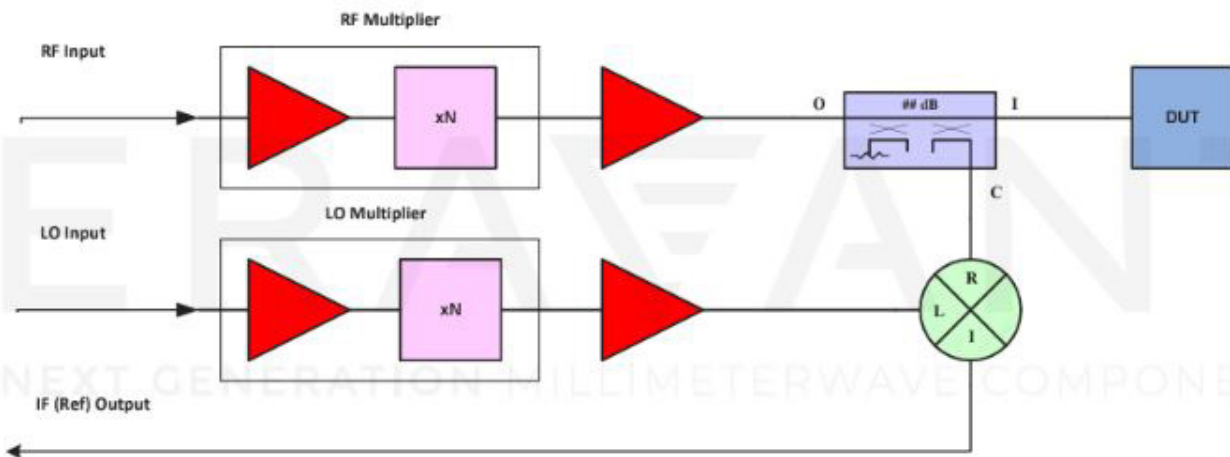 RF Multiplier
RF Input
xN
O
## dB
I
DUT
C
LO Multiplier
LO Input
xN
R
L
I
ERAVANT
NEXT GENERATION MILLIMETERWAVE COMPONE
IF (Ref) Output